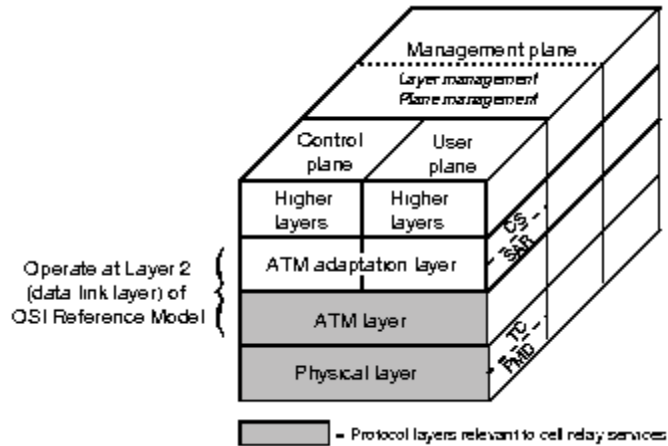 Management plane
Layer management
Plane management
Control
plane
User
plane
Higher
layers
Higher
layers
CS
SAR
ATM adaptation layer
Operate at Layer 2
(data link layer) of
OSI Reference Model
ATM layer
TC
PMD
Physical layer
= Protocol layers relevant to cell relay services